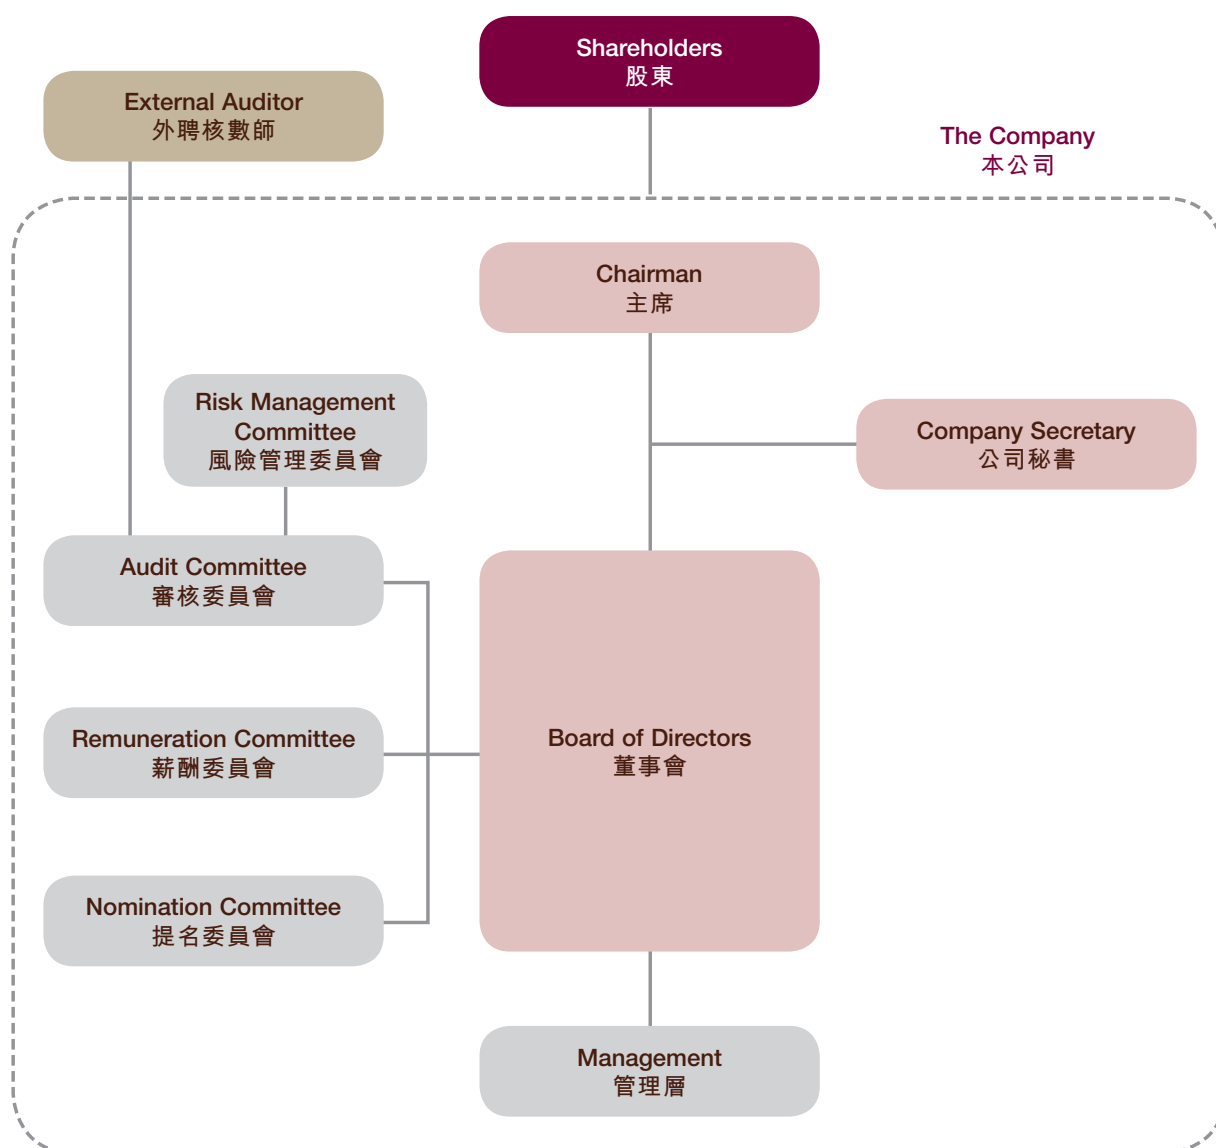 Shareholders
股東
External Auditor
外聘核數師
The Company
本公司
Chairman
主席
Risk Management
Committee
風險管理委員會
Company Secretary
公司秘書
Audit Committee
審核委員會
Remuneration Committee
薪酬委員會
Board of Directors
董事會
Nomination Committee
提名委員會
Management
管理層